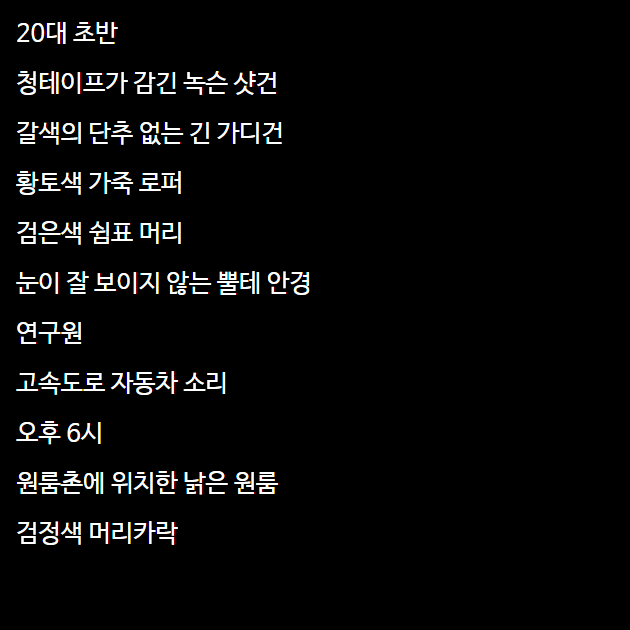 20대 초반
청테이프가 감긴 녹슨 샷건
갈색의 단추 없는 긴 가디건
황토색 가죽 로퍼
검은색 쉼표 머리
눈이 잘 보이지 않는 뿔테 안경
연구원
고속도로 자동차 소리
오후 6시
원룸촌에 위치한 낡은 원룸
검정색 머리카락